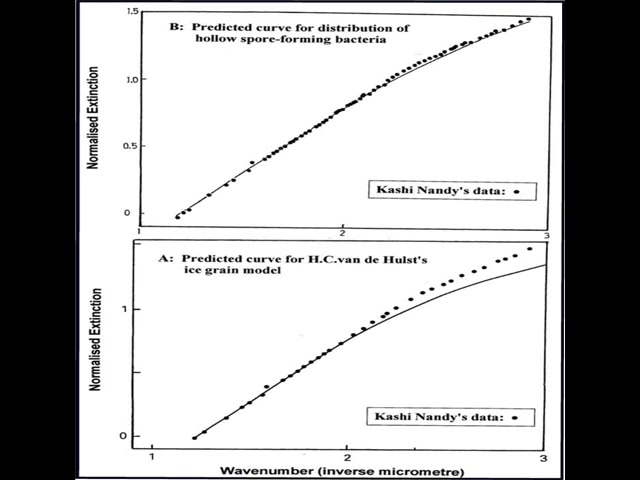 1.5
B: Predicted curve for distribution of
hollow spore-forming bacteria
1.0
Normalised Extinction
0.5
Kashi Nandy's data: •
0
1 2 3
A: Predicted curve for H.C.van de Hulst's
ice grain model
1
Normalised Extinction
Kashi Nandy's data: •
0
1 2 3
Wavenumber (inverse micrometre)